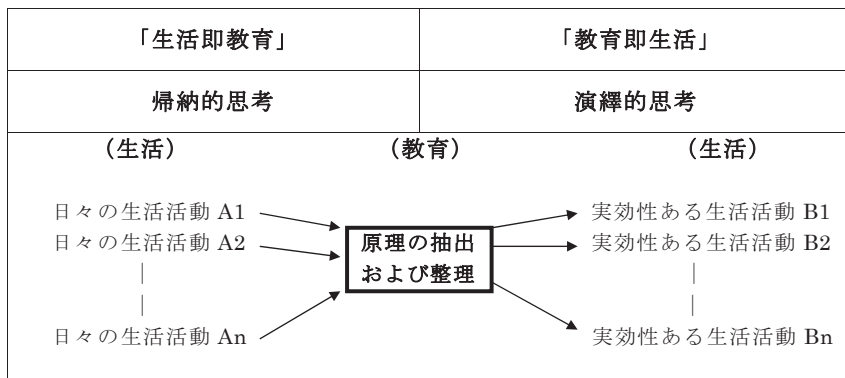 「生活即教育」 「教育即生活」
帰納的思考 演繹的思考
(生活) (教育) (生活)
日々の生活活動 A1 実効性ある生活活動 B1
日々の生活活動 A2 原理の抽出 実効性ある生活活動 B2
および整理
| |
| |
日々の生活活動 An 実効性ある生活活動 Bn